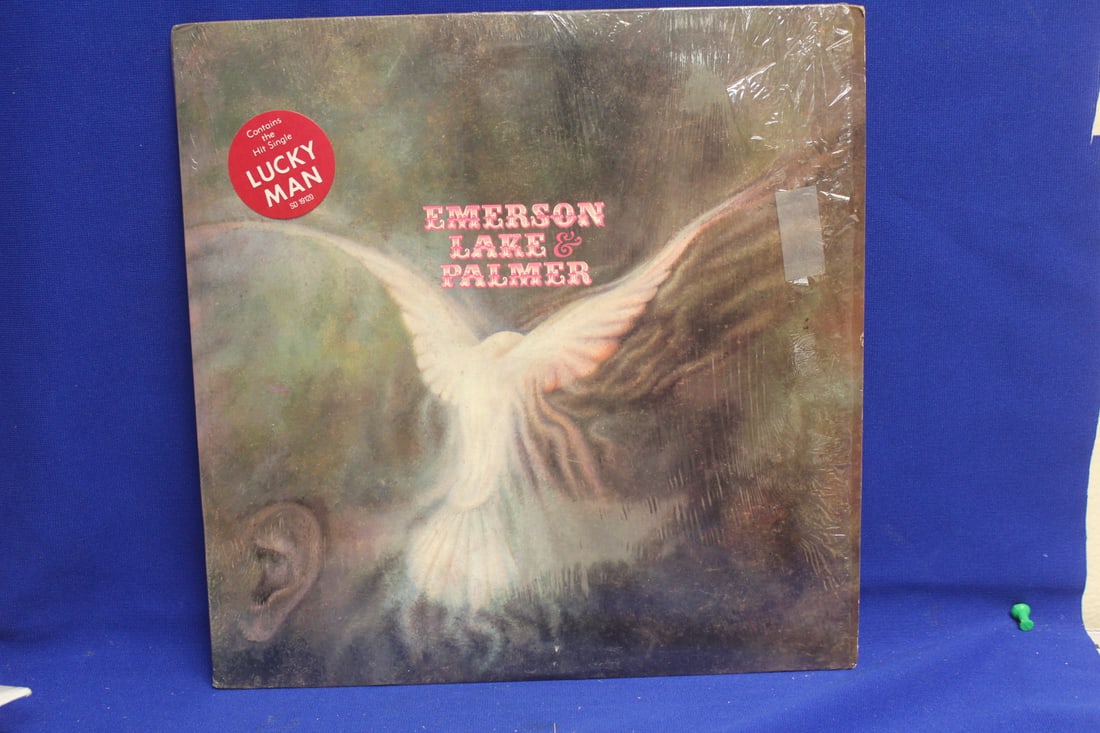 Contains
the
Hit Single
LUCKY
MAN
SD 19120
EMERSON
LAKE &
PALMER